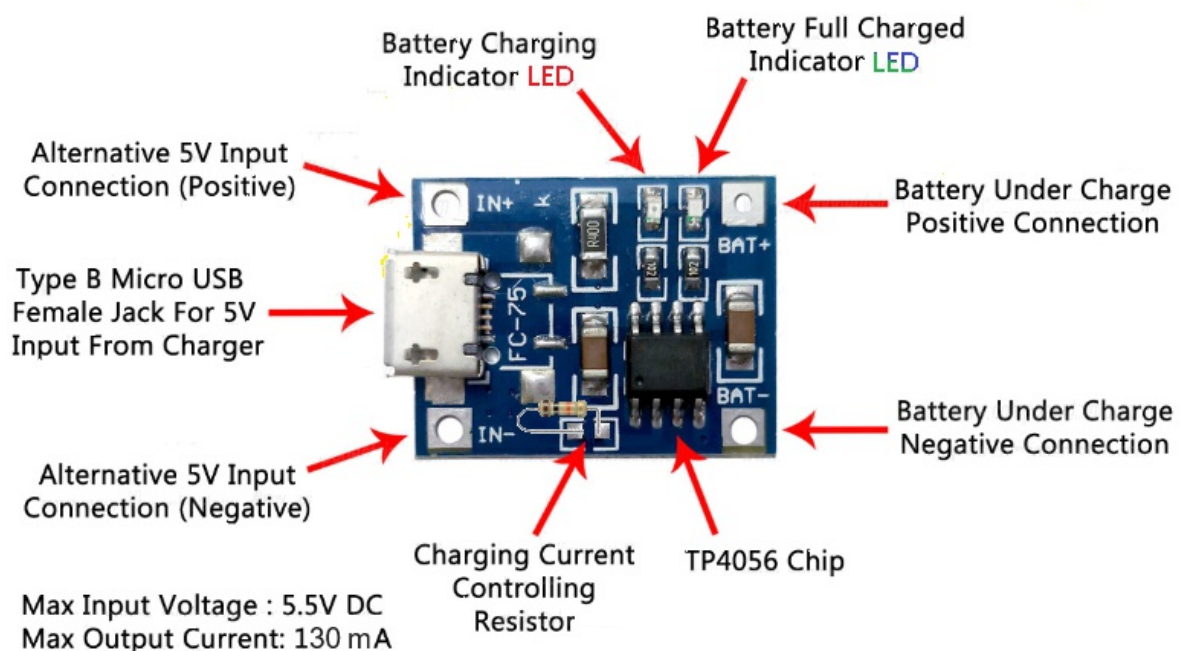 Battery Charging
Indicator LED
Battery Full Charged
Indicator LED
Alternative 5V Input
Connection (Positive)
Battery Under Charge
Positive Connection
IN+
K
R400
BAT+
102
102
Type B Micro USB
Female Jack For 5V
Input From Charger
FC-75
BAT-
IN-
Battery Under Charge
Negative Connection
Alternative 5V Input
Connection (Negative)
Charging Current
Controlling
Resistor
TP4056 Chip
Max Input Voltage : 5.5V DC
Max Output Current: 130 mA